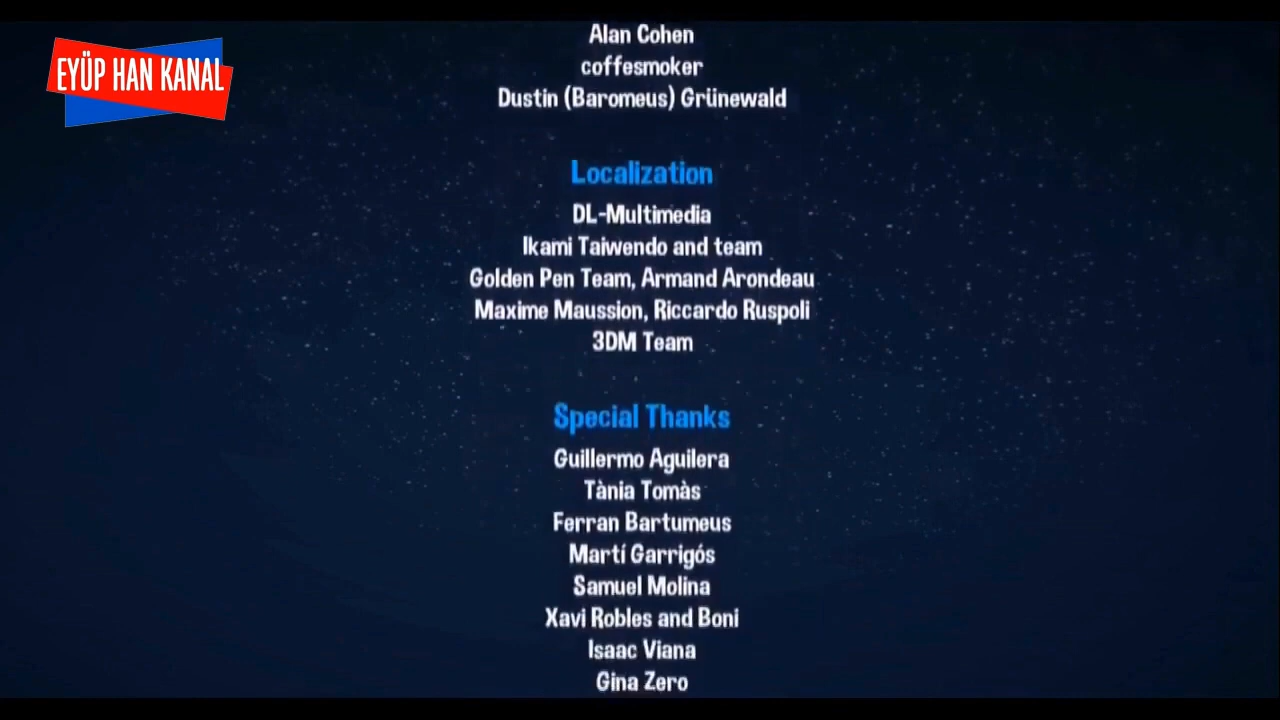 EYÜP HAN KANAL
Alan Cohen
coffesmoker
Dustin (Baromeus) Grünewald
Localization
DL-Multimedia
Ikami Taiwendo and team
Golden Pen Team, Armand Arondeau
Maxime Maussion, Riccardo Ruspoli
3DM Team
Special Thanks
Guillermo Aguilera
Tània Tomàs
Ferran Bartumeus
Martí Garrigós
Samuel Molina
Xavi Robles and Boni
Isaac Viana
Gina Zero